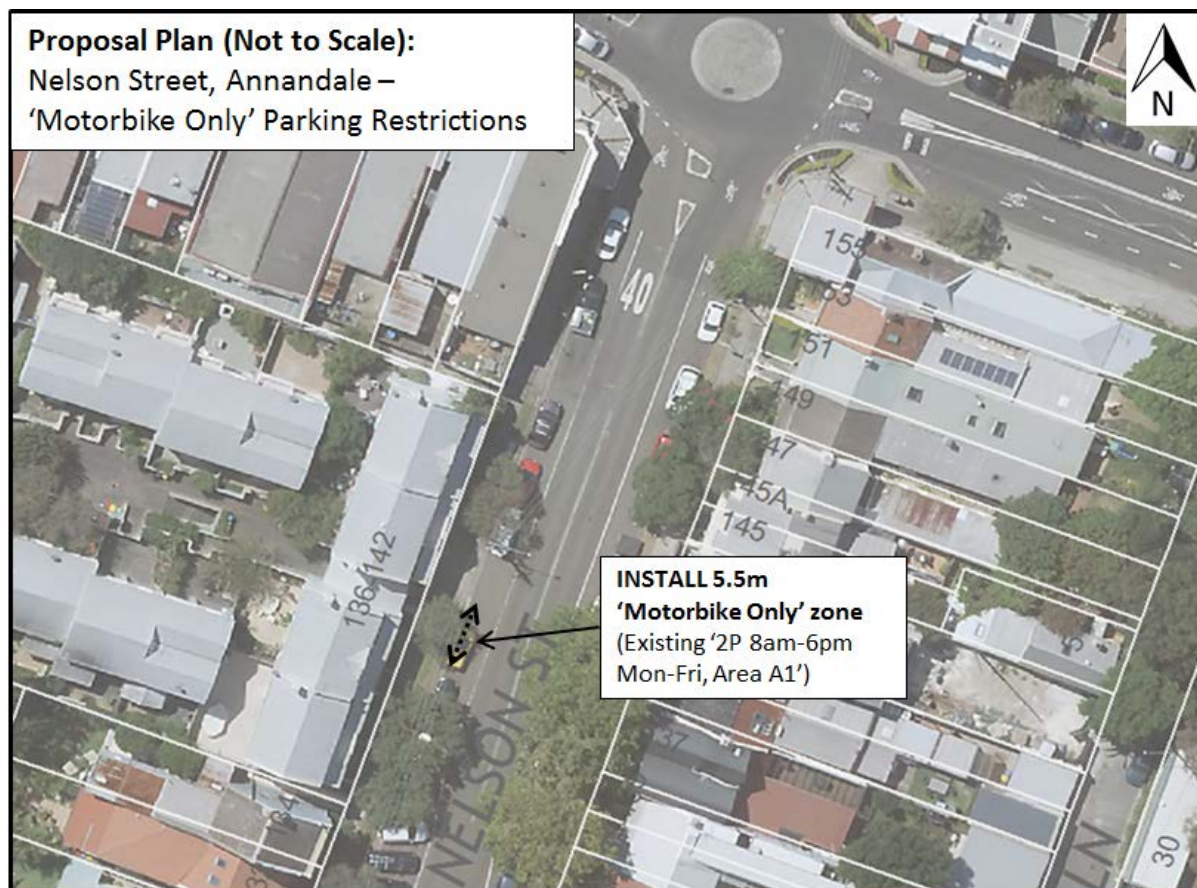 Proposal Plan (Not to Scale):
Nelson Street, Annandale –
‘Motorbike Only’ Parking Restrictions
N
40
155
151
149
147
145A
145
136-142
INSTALL 5.5m
‘Motorbike Only’ zone
(Existing ‘2P 8am-6pm
Mon-Fri, Area A1’)
NELSON ST
30
LN